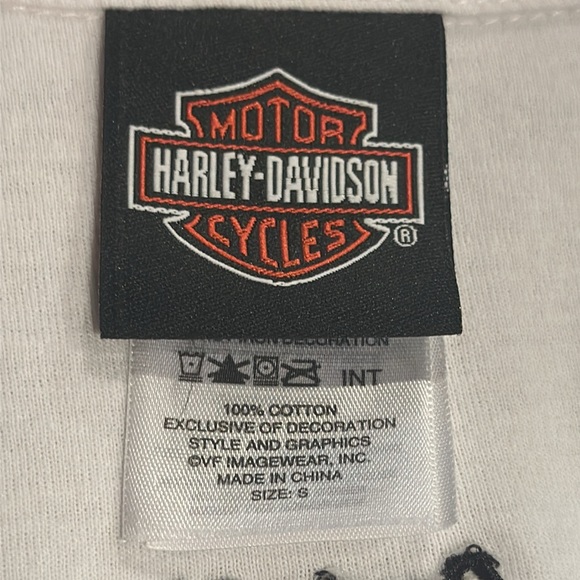 MOTOR
HARLEY-DAVIDSON
CYCLES
®
DECORATION
INT
100% COTTON
EXCLUSIVE OF DECORATION
STYLE AND GRAPHICS
©VF IMAGEWEAR, INC.
MADE IN CHINA
SIZE: S